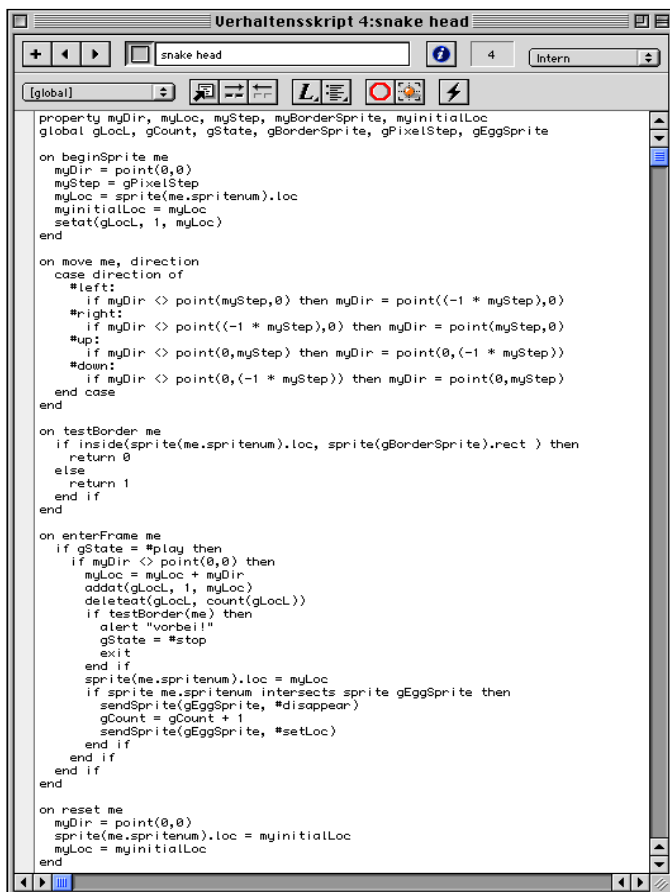 Verhaltensskript 4:snake head
snake head
4
Intern
[global]
property myDir, myLoc, myStep, myBorderSprite, myinitialLoc
global gLocL, gCount, gState, gBorderSprite, gPixelStep, gEggSprite
on beginSprite me
myDir = point(0,0)
myStep = gPixelStep
myLoc = sprite(me.spritenum).loc
myinitialLoc = myLoc
setat(gLocL, 1, myLoc)
end
on move me, direction
case direction of
#left:
if myDir <> point(myStep,0) then myDir = point((-1 * myStep),0)
#right:
if myDir <> point((-1 * myStep),0) then myDir = point(myStep,0)
#up:
if myDir <> point(0,myStep) then myDir = point(0,(-1 * myStep))
#down:
if myDir <> point(0,(-1 * myStep)) then myDir = point(0,myStep)
end case
end
on testBorder me
if inside(sprite(me.spritenum).loc, sprite(gBorderSprite).rect ) then
return 0
else
return 1
end if
end
on enterFrame me
if gState = #play then
if myDir <> point(0,0) then
myLoc = myLoc + myDir
addat(gLocL, 1, myLoc)
deleteat(gLocL, count(gLocL))
if testBorder(me) then
alert "vorbei!"
gState = #stop
exit
end if
sprite(me.spritenum).loc = myLoc
if sprite me.spritenum intersects sprite gEggSprite then
sendSprite(gEggSprite, #disappear)
gCount = gCount + 1
sendSprite(gEggSprite, #setLoc)
end if
end if
end if
end
on reset me
myDir = point(0,0)
sprite(me.spritenum).loc = myinitialLoc
myLoc = myinitialLoc
end